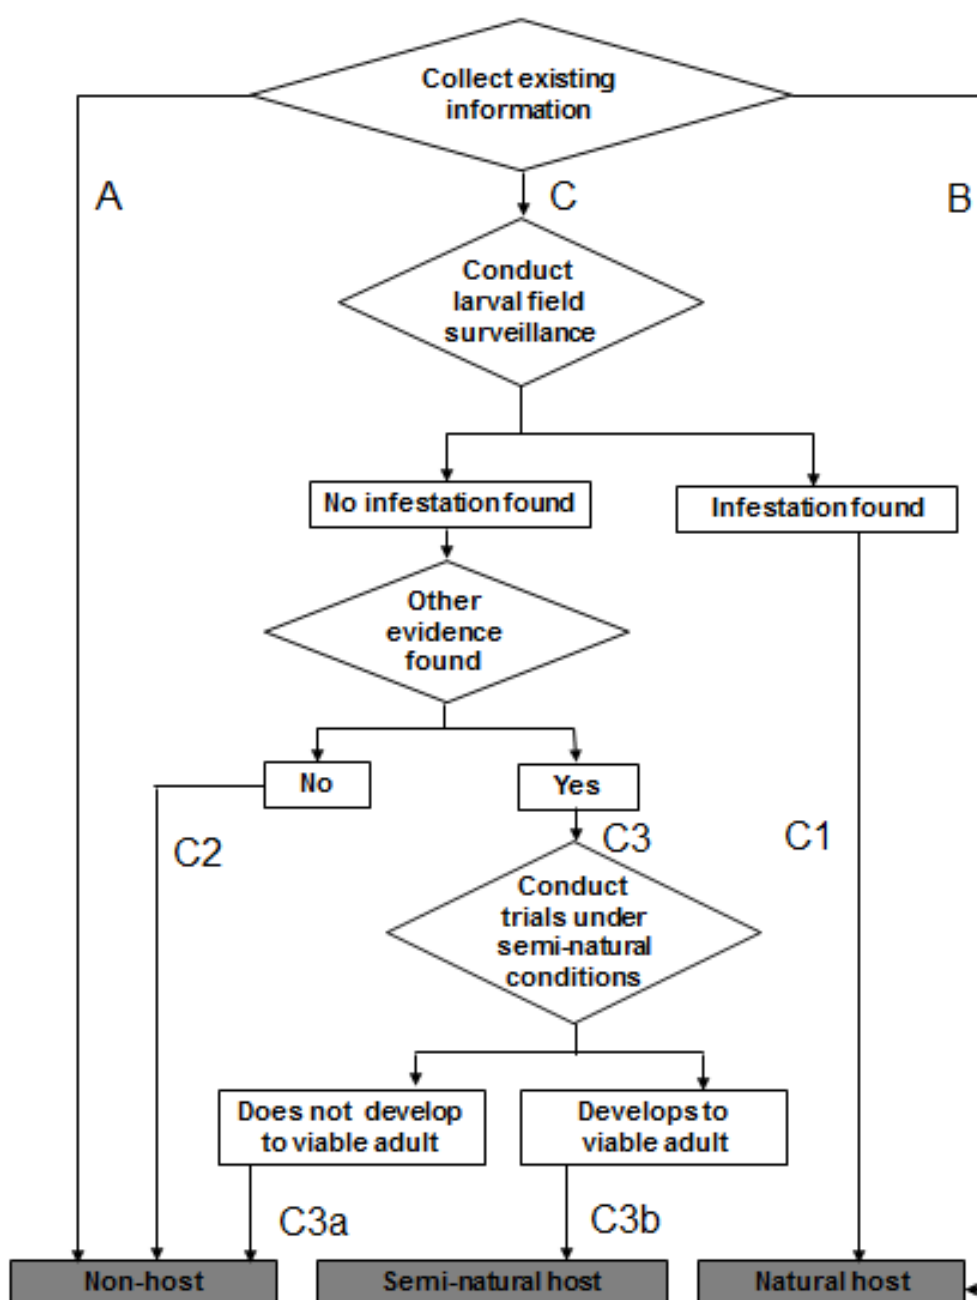 Collect existing
information
A
C
B
Conduct
larval field
surveillance
No infestation found
Infestation found
Other
evidence
found
No
Yes
C2
C3
C1
Conduct
trials under
semi-natural
conditions
Does not develop
to viable adult
Develops to
viable adult
C3a
C3b
Non-host
Semi-natural host
Natural host